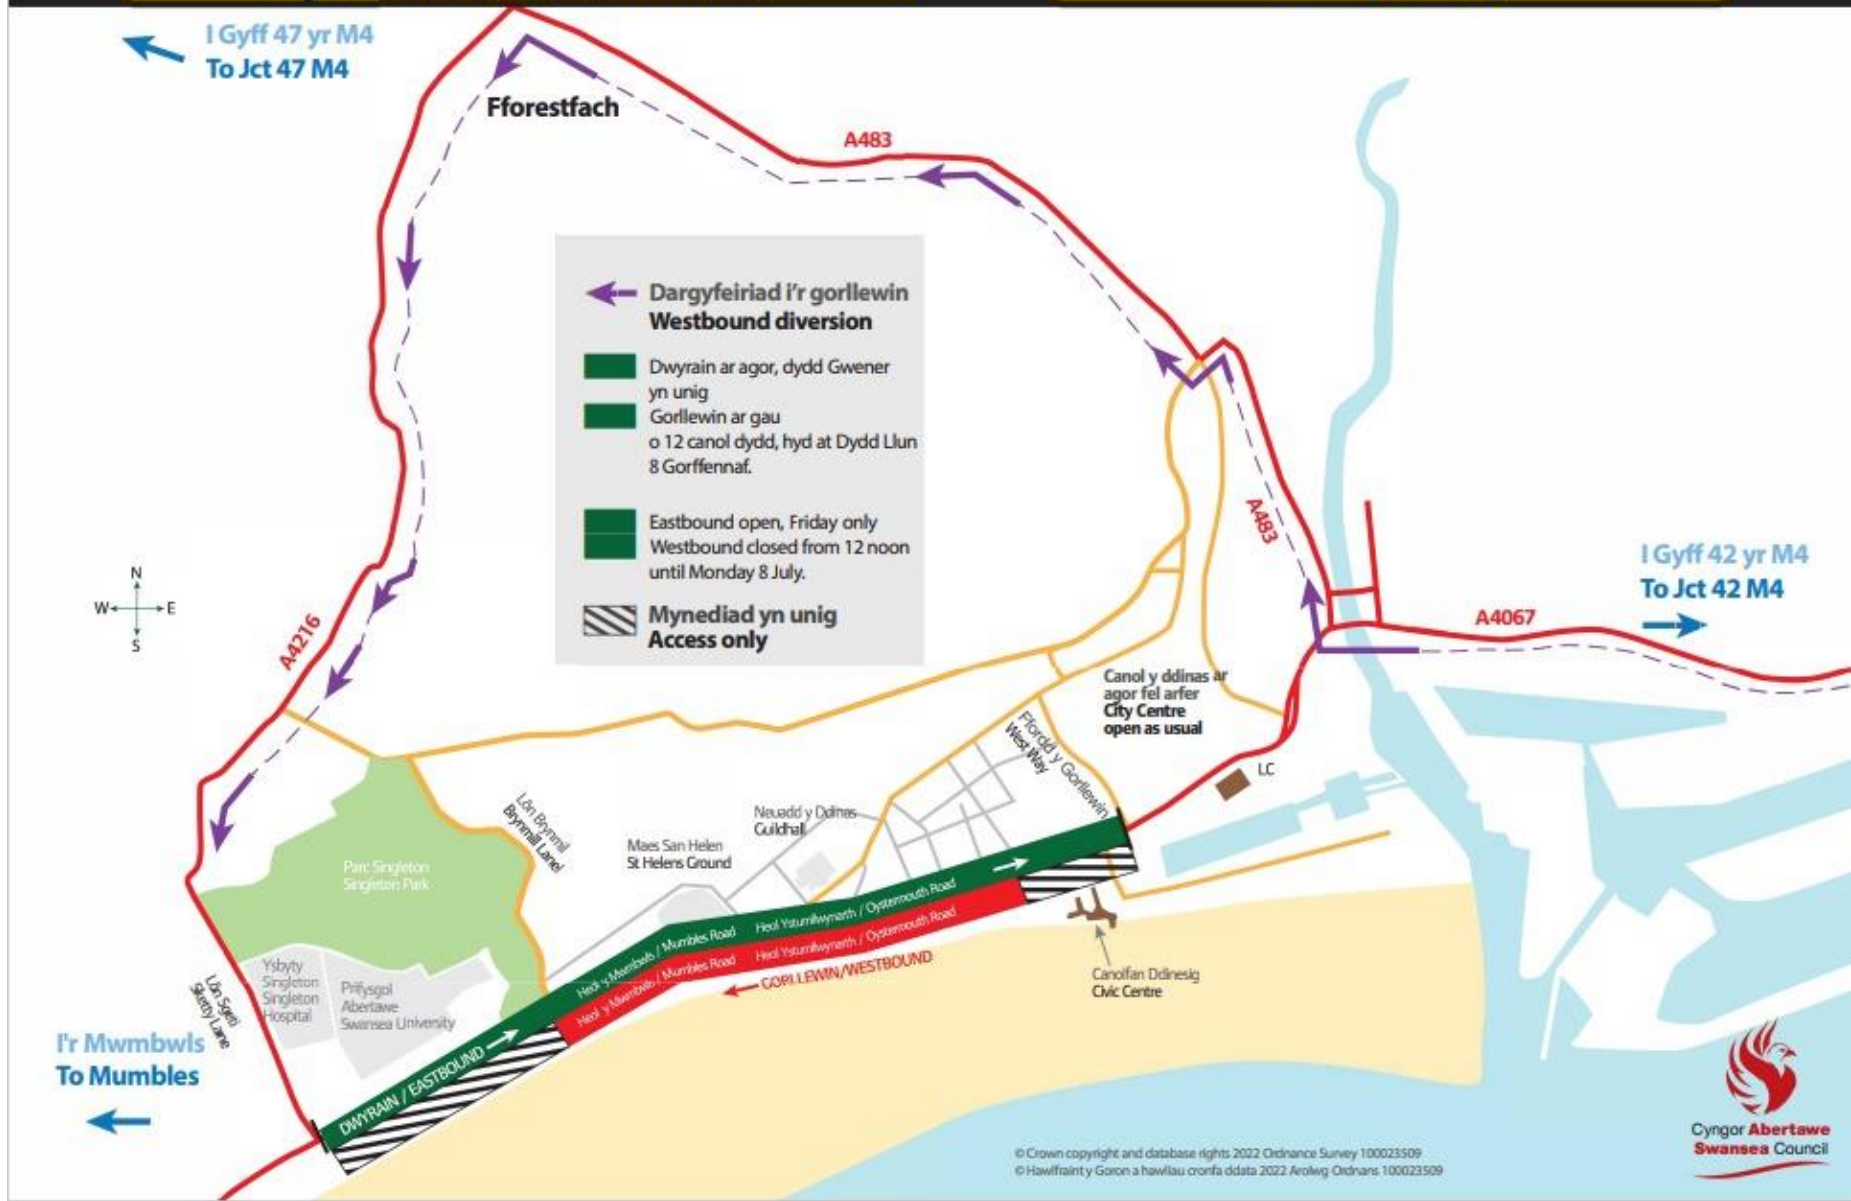 I Gyff 47 yr M4
To Jct 47 M4
Fforestfach
A483
Dargyfeiriad i'r gorllewin
Westbound diversion
Dwyrain ar agor, dydd Gwener
yn unig
Gorllewin ar gau
o 12 canol dydd, hyd at Dydd Llun
8 Gorffennaf.
Eastbound open, Friday only
Westbound closed from 12 noon
until Monday 8 July.
Mynediad yn unig
Access only
A483
I Gyff 42 yr M4
To Jct 42 M4
A4067
N
W E
S
A4216
Canol y ddinas ar
agor fel arfer
City Centre
open as usual
Ffordd y Gorllewin
West Way
LC
Lôn Brynmil
Brynmill Lanel
Neuadd y Ddinas
Guildhall
Maes San Helen
St Helens Ground
Parc Singleton
Singleton Park
Heol y Mwmbwls / Mumbles Road
Heol Ystumllwynarth / Oystermouth Road
Heol y Mwmbwls / Mumbles Road
Heol Ystumllwynarth / Oystermouth Road
GORLLEWIN/WESTBOUND
Canolfan Ddinesig
Civic Centre
Ysbyty
Singleton
Singleton
Hospital
Prifysgol
Abertawe
Swansea University
Lôn Sgeti
Sketty Lane
I'r Mwmbwls
To Mumbles
DWYRAIN / EASTBOUND
© Crown copyright and database rights 2022 Ordnance Survey 100023509
© Hawlfraint y Goron a hawliau cronfa ddata 2022 Arolwg Ordnans 100023509
Cyngor Abertawe
Swansea Council